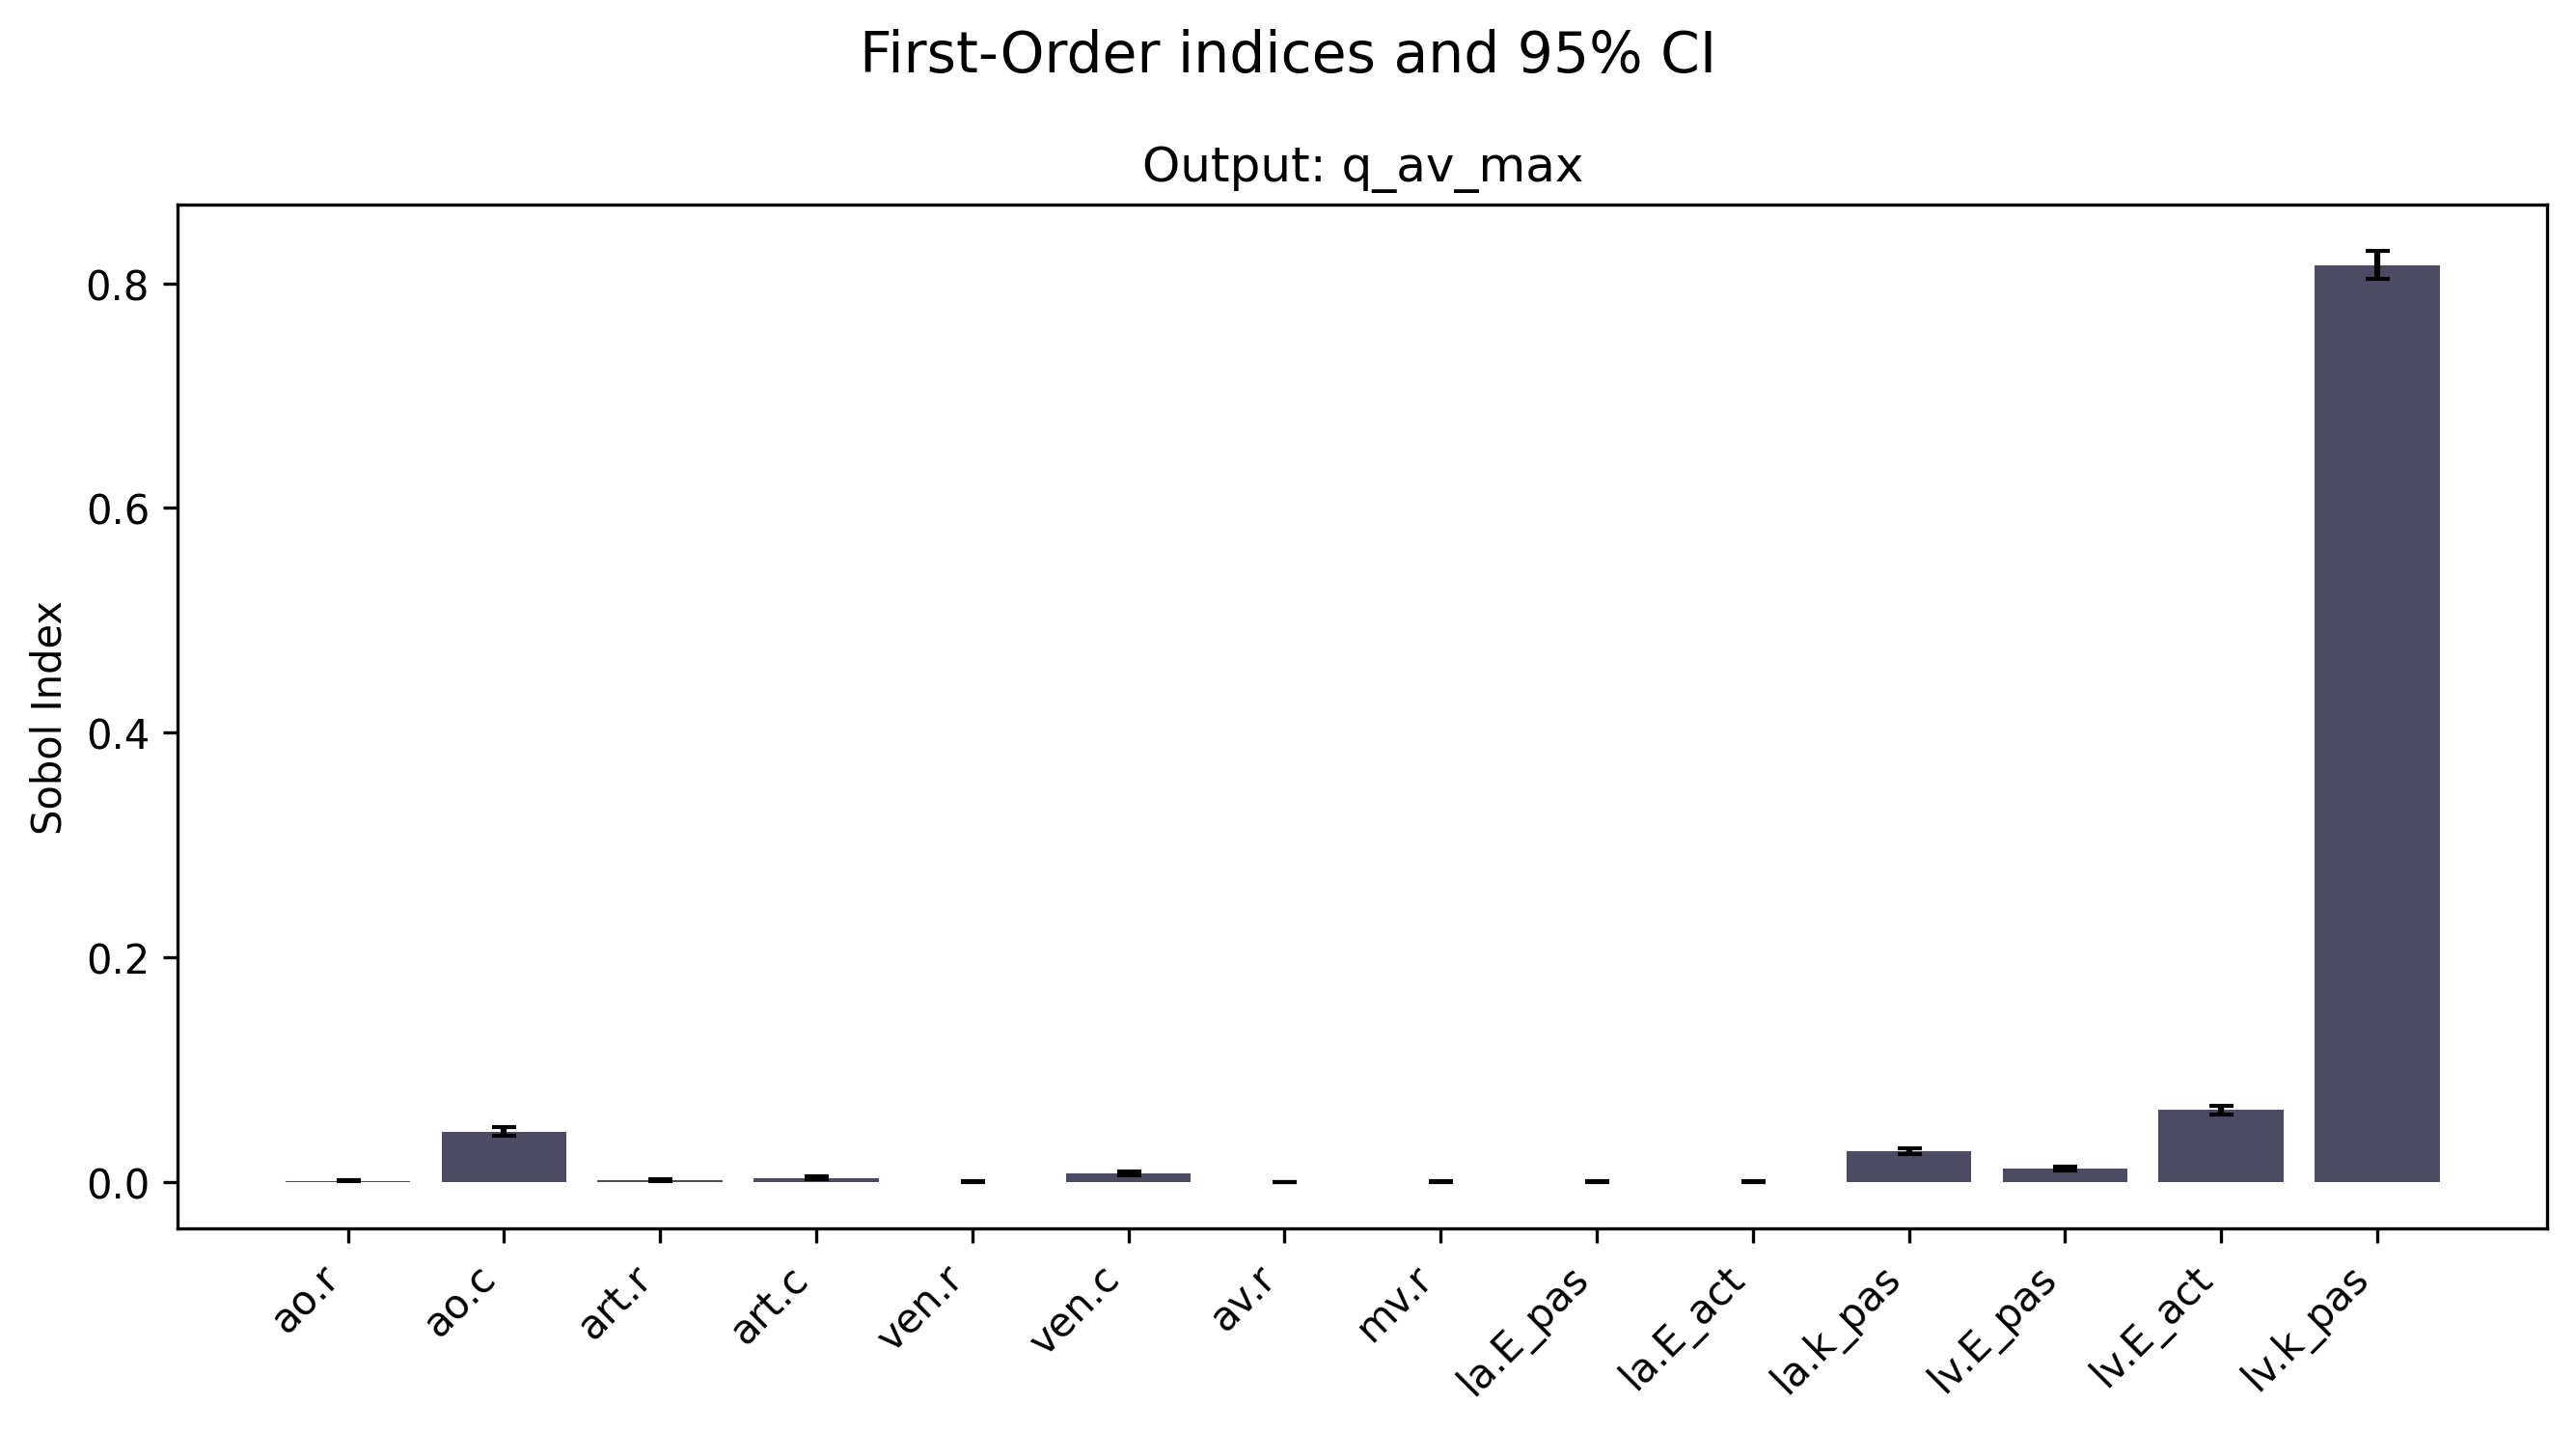 First-Order indices and 95% CI
Output: q_av_max
Sobol Index
0.8
0.6
0.4
0.2
0.0
ao.r
ao.c
art.r
art.c
ven.r
ven.c
av.r
mv.r
la.E_pas
la.E_act
la.k_pas
lv.E_pas
lv.E_act
lv.k_pas